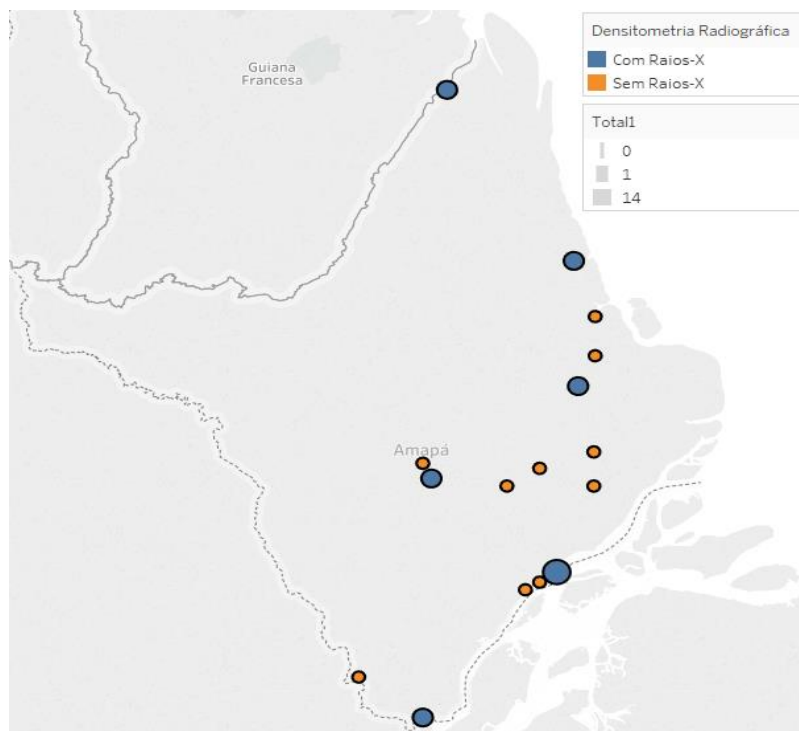 Guiana
Francesa
Amapá
Densitometria Radiográfica
Com Raios-X
Sem Raios-X
Total1
0
1
14